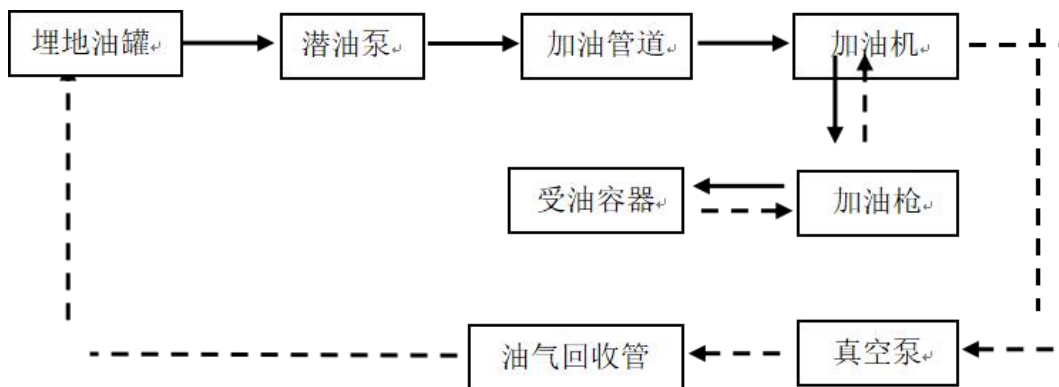 埋地油罐
潜油泵
加油管道
加油机
受油容器
加油枪
油气回收管
真空泵